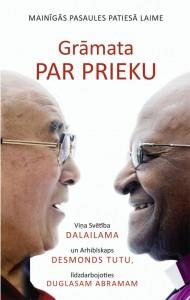 MAINĪGĀS PASAULES PATIESĀ LAIME
Grāmata
PAR PRIEKU
Viņa Svētība
DALAILAMA
un Arhibīskaps
DESMONDS TUTU,
līdzdarbojoties
DUGLASAM ABRAMAM